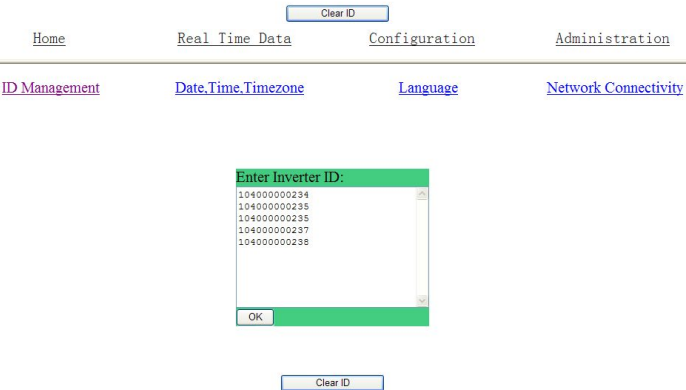 Clear ID
Home Real Time Data Configuration Administration
ID Management Date,Time,Timezone Language Network Connectivity
Enter Inverter ID:
104000000234
104000000235
104000000235
104000000237
104000000238
OK
Clear ID